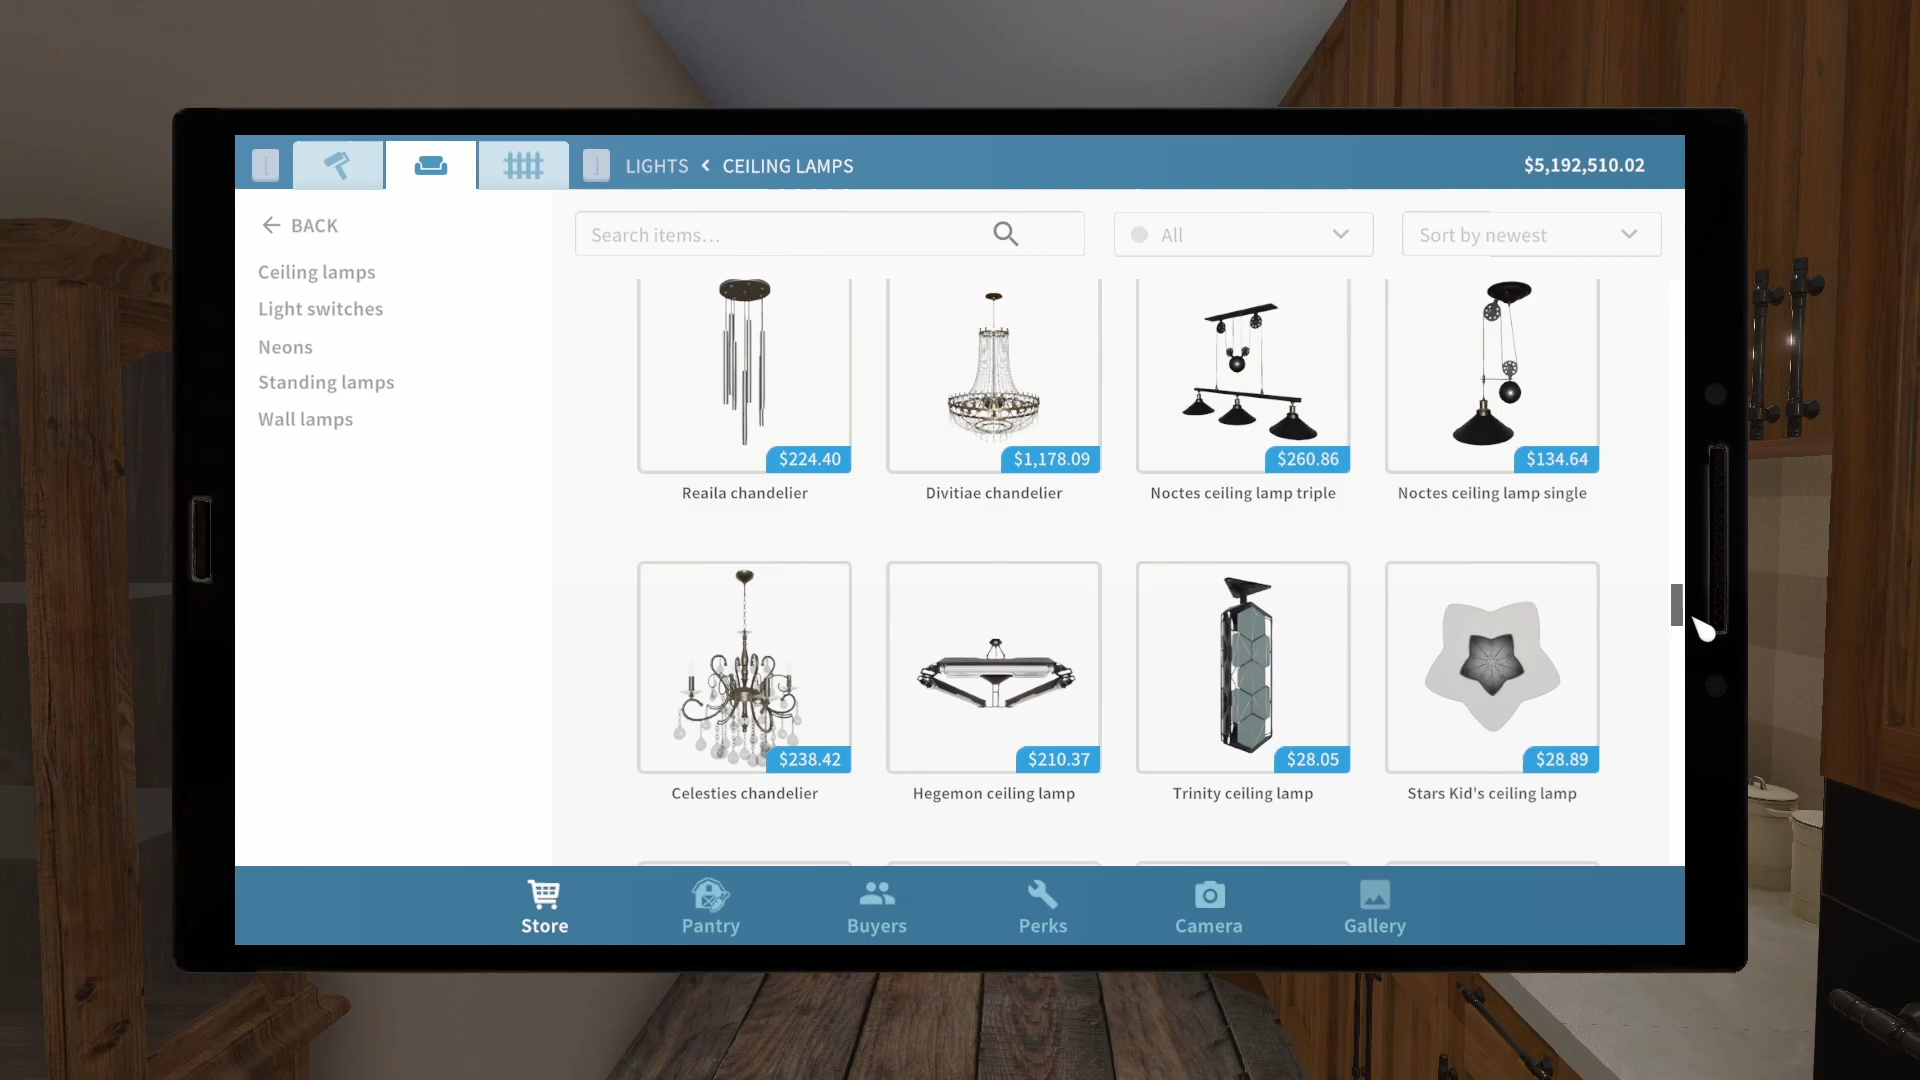 LIGHTS < CEILING LAMPS
$5,192,510.02
BACK
Search items...
All
Sort by newest
Ceiling lamps
Light switches
Neons
Standing lamps
Wall lamps
$224.40
$1,178.09
$260.86
$134.64
Reaila chandelier
Divitiae chandelier
Noctes ceiling lamp triple
Noctes ceiling lamp single
$238.42
$210.37
$28.05
$28.89
Celesties chandelier
Hegemon ceiling lamp
Trinity ceiling lamp
Stars Kid's ceiling lamp
Store
Pantry
Buyers
Perks
Camera
Gallery